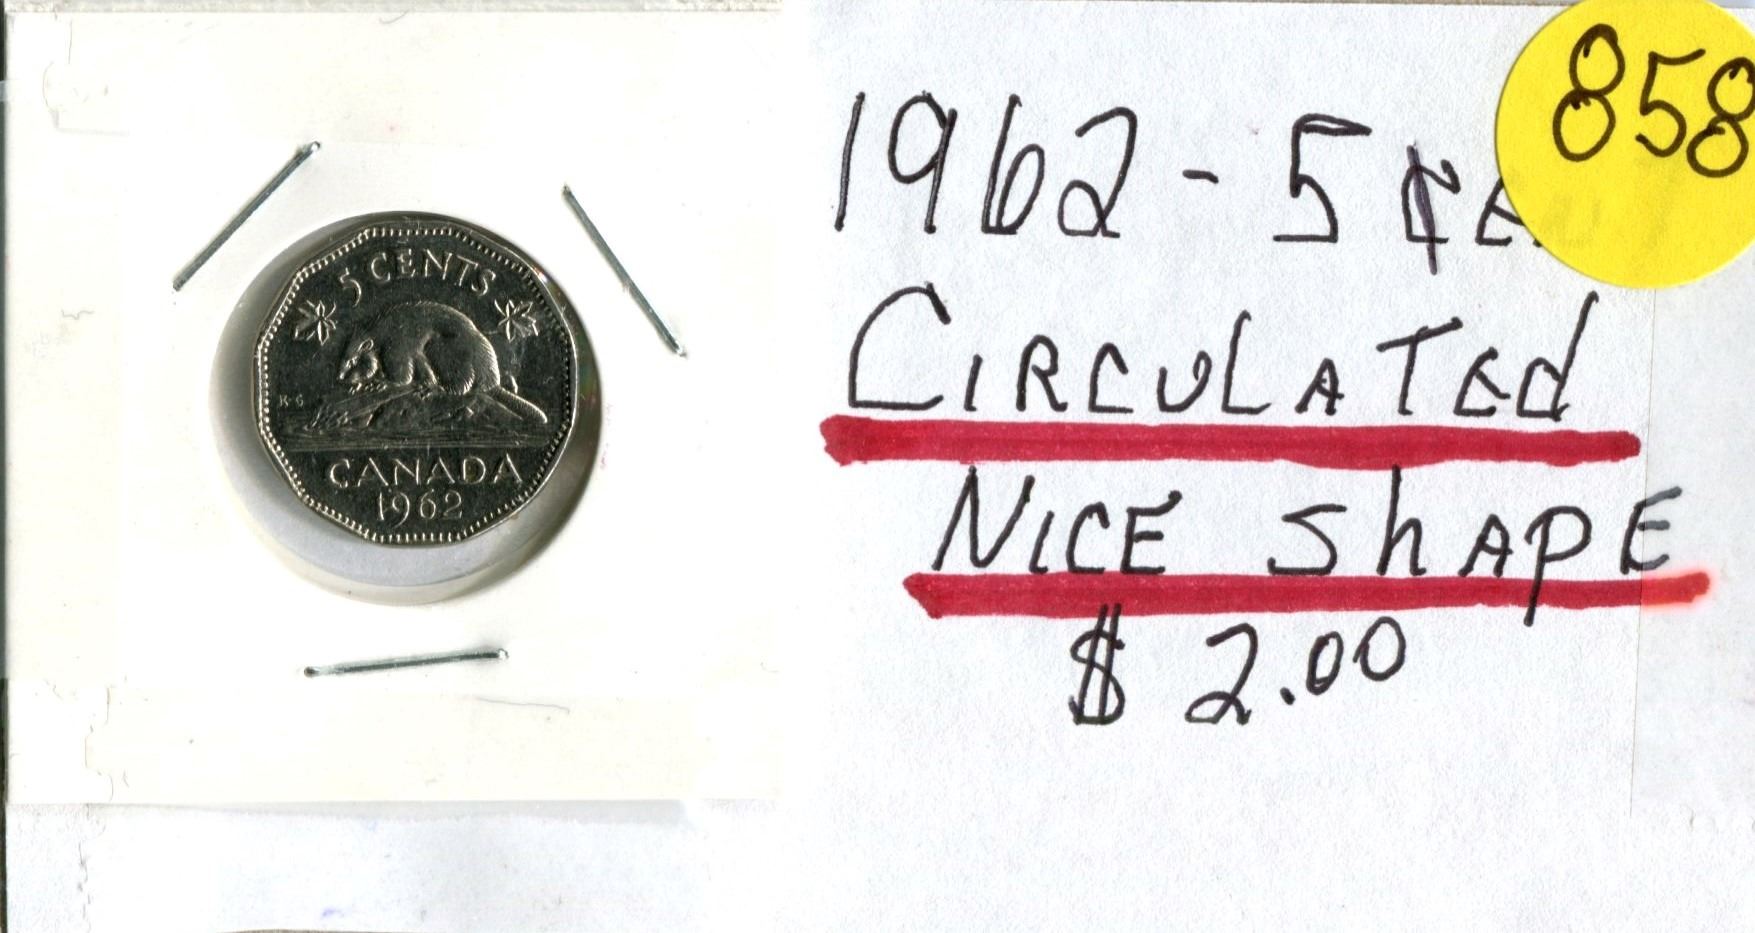 5 CENTS
K·G
CANADA
1962
1962 - 5 ¢E
858
CIRCULATEd
NICE ShApE
$ 2.00